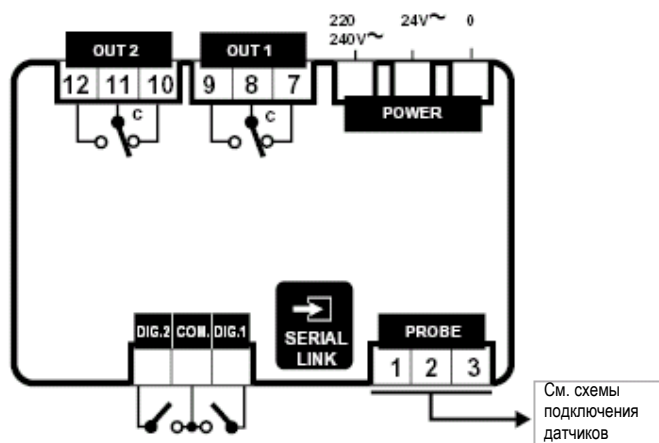 220 24V~ 0
240V~
OUT 2 OUT 1
12 11 10 9 8 7
POWER
C C
DIG.2 COM. DIG.1
SERIAL
LINK
PROBE
1 2 3
См. схемы
подключения
датчиков